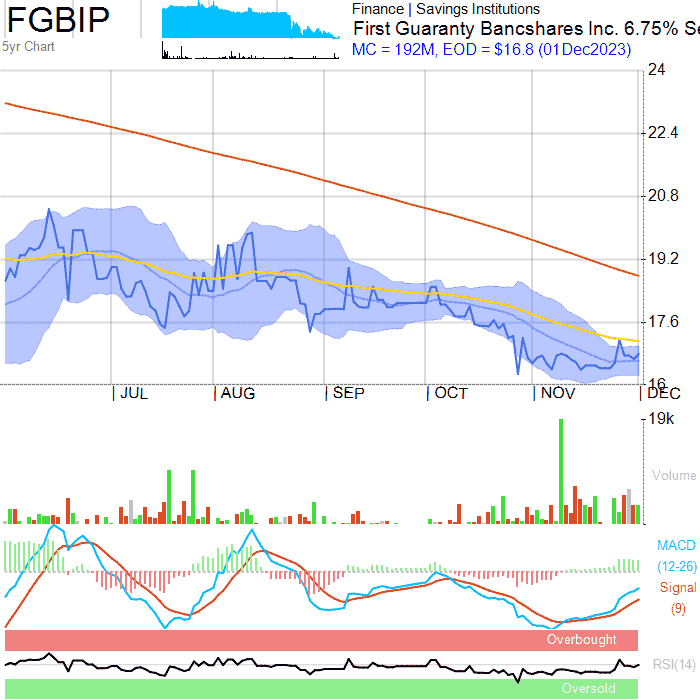 FGBIP
5yr Chart
Finance | Savings Institutions
First Guaranty Bancshares Inc. 6.75% Se
MC = 192M, EOD = $16.8 (01Dec2023)
24
22.4
20.8
19.2
17.6
16
JUL AUG SEP OCT NOV DEC
19k
Volume
MACD
(12-26)
Signal
(9)
Overbought
RSI(14)
Oversold